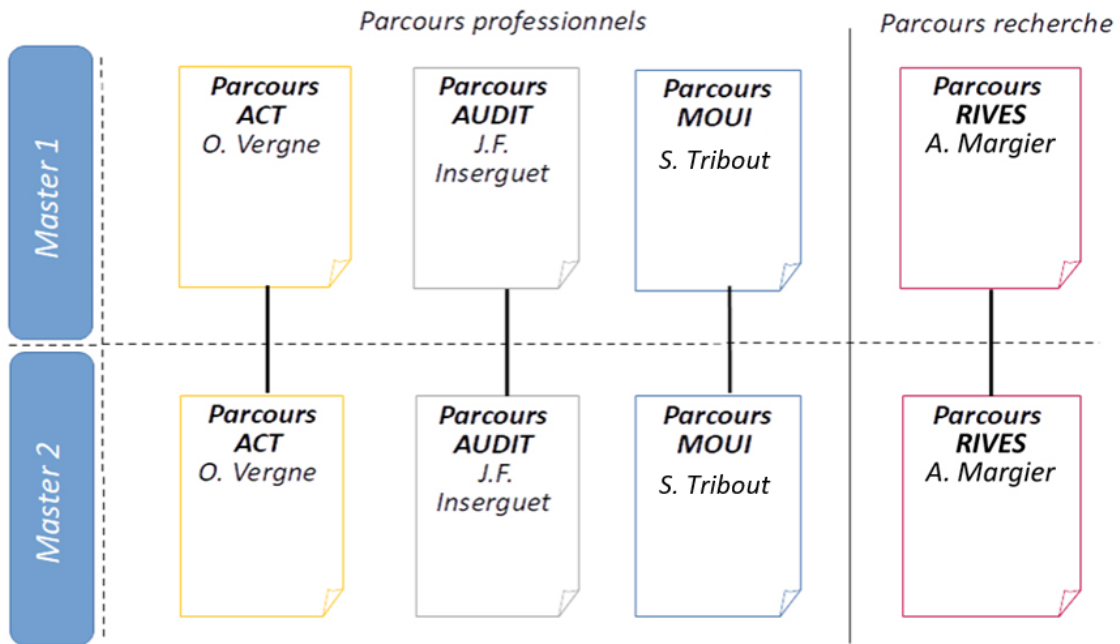 Parcours professionnels
Parcours recherche
Master 1
Parcours
ACT
O. Vergne
Parcours
AUDIT
J.F.
Inserguet
Parcours
MOUI
S. Tribout
Parcours
RIVES
A. Margier
Master 2
Parcours
ACT
O. Vergne
Parcours
AUDIT
J.F.
Inserguet
Parcours
MOUI
S. Tribout
Parcours
RIVES
A. Margier